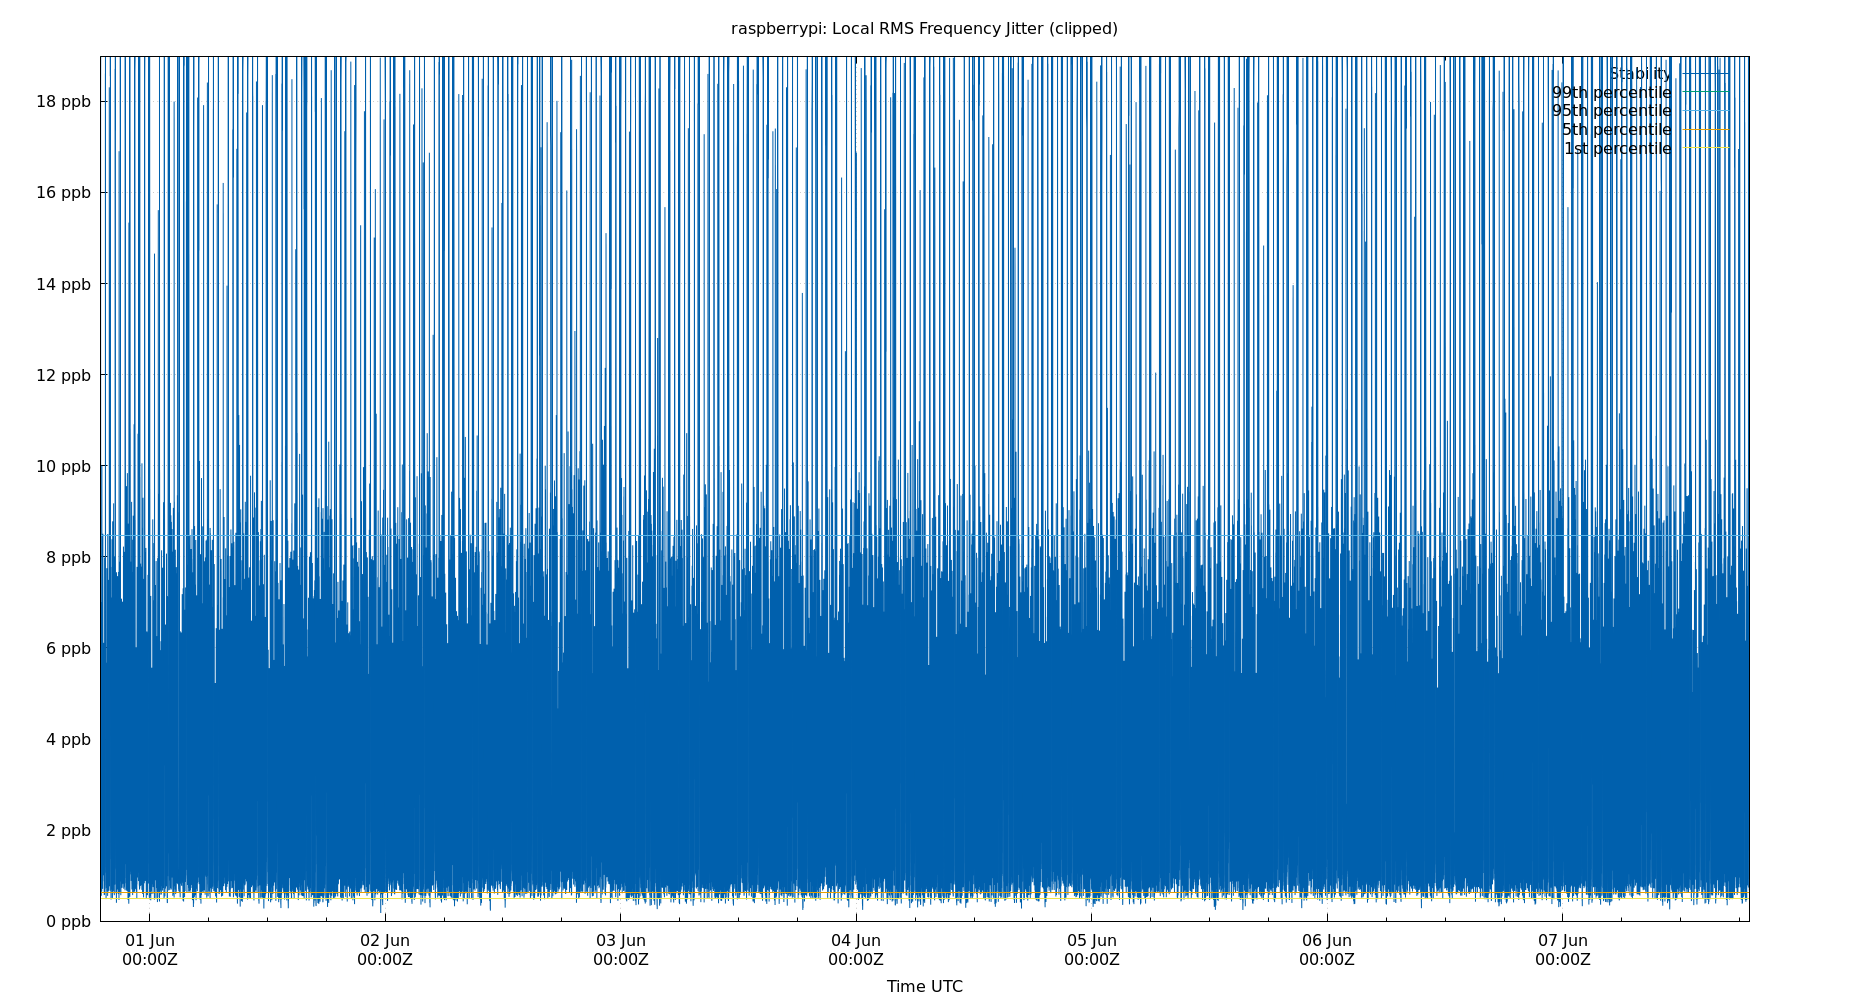 raspberrypi: Local RMS Frequency Jitter (clipped)
Stability
99th percentile
95th percentile
5th percentile
1st percentile
18 ppb
16 ppb
14 ppb
12 ppb
10 ppb
8 ppb
6 ppb
4 ppb
2 ppb
0 ppb
01 Jun 02 Jun 03 Jun 04 Jun 05 Jun 06 Jun 07 Jun
00:00Z 00:00Z 00:00Z 00:00Z 00:00Z 00:00Z 00:00Z
Time UTC